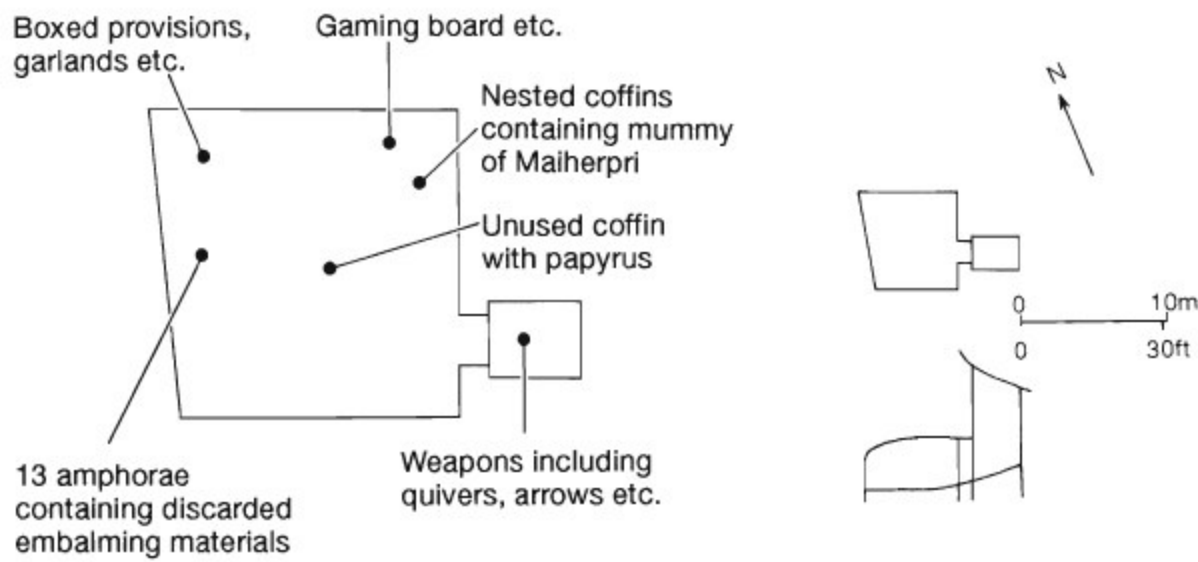 Boxed provisions,
garlands etc.
Gaming board etc.
Nested coffins
containing mummy
of Maiherpri
Unused coffin
with papyrus
13 amphorae
containing discarded
embalming materials
Weapons including
quivers, arrows etc.
N
0 10m
0 30ft